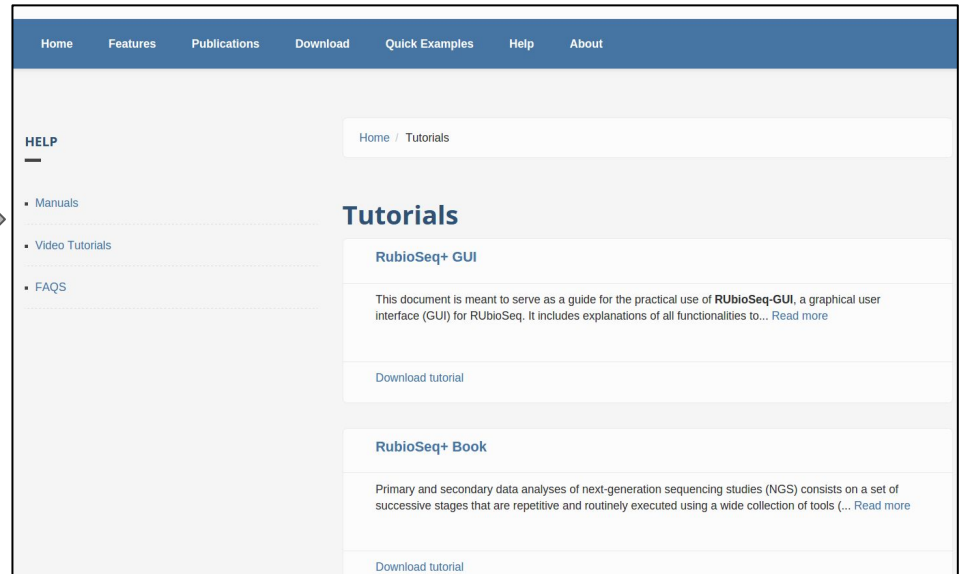 Home Features Publications Download Quick Examples Help About
HELP
Manuals
Video Tutorials
FAQS
Home / Tutorials
Tutorials
RubioSeq+ GUI
This document is meant to serve as a guide for the practical use of RUbioSeq-GUI, a graphical user
interface (GUI) for RUbioSeq. It includes explanations of all functionalities to... Read more
Download tutorial
RubioSeq+ Book
Primary and secondary data analyses of next-generation sequencing studies (NGS) consists on a set of
successive stages that are repetitive and routinely executed using a wide collection of tools (... Read more
Download tutorial